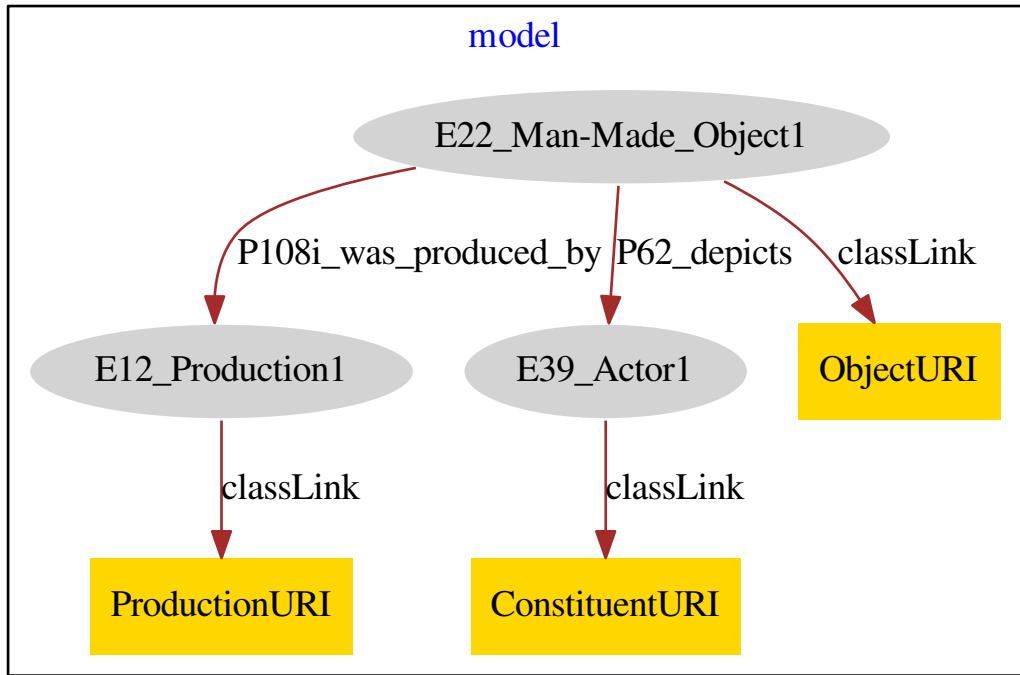 model
E22_Man-Made_Object1
P108i_was_produced_by
P62_depicts
classLink
E12_Production1
E39_Actor1
ObjectURI
classLink
classLink
ProductionURI
ConstituentURI